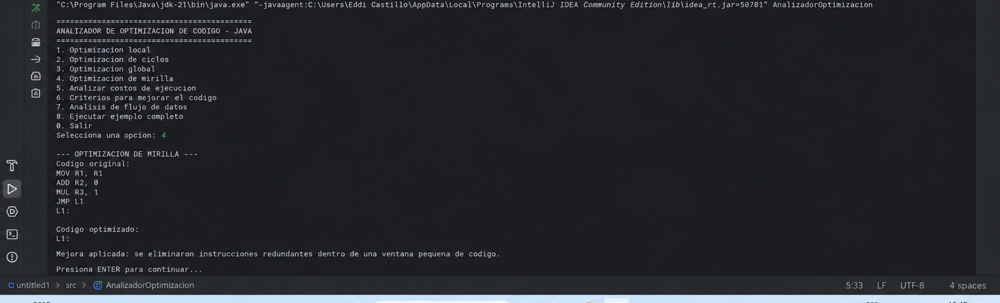 "C:\Program Files\Java\jdk-21\bin\java.exe" "-javaagent:C:\Users\Eddi Castillo\AppData\Local\Programs\IntelliJ IDEA Community Edition\lib\idea_rt.jar=50781" AnalizadorOptimizacion
===========================================
ANALIZADOR DE OPTIMIZACION DE CODIGO - JAVA
===========================================
1. Optimizacion local
2. Optimizacion de ciclos
3. Optimizacion global
4. Optimizacion de mirilla
5. Analizar costos de ejecucion
6. Criterios para mejorar el codigo
7. Analisis de flujo de datos
8. Ejecutar ejemplo completo
0. Salir
Selecciona una opcion: 4
--- OPTIMIZACION DE MIRILLA ---
Codigo original:
MOV R1, R1
ADD R2, 0
MUL R3, 1
JMP L1
L1:
Codigo optimizado:
L1:
Mejora aplicada: se eliminaron instrucciones redundantes dentro de una ventana pequena de codigo.
Presiona ENTER para continuar...
untitled1 > src > AnalizadorOptimizacion 5:33 LF UTF-8 4 spaces